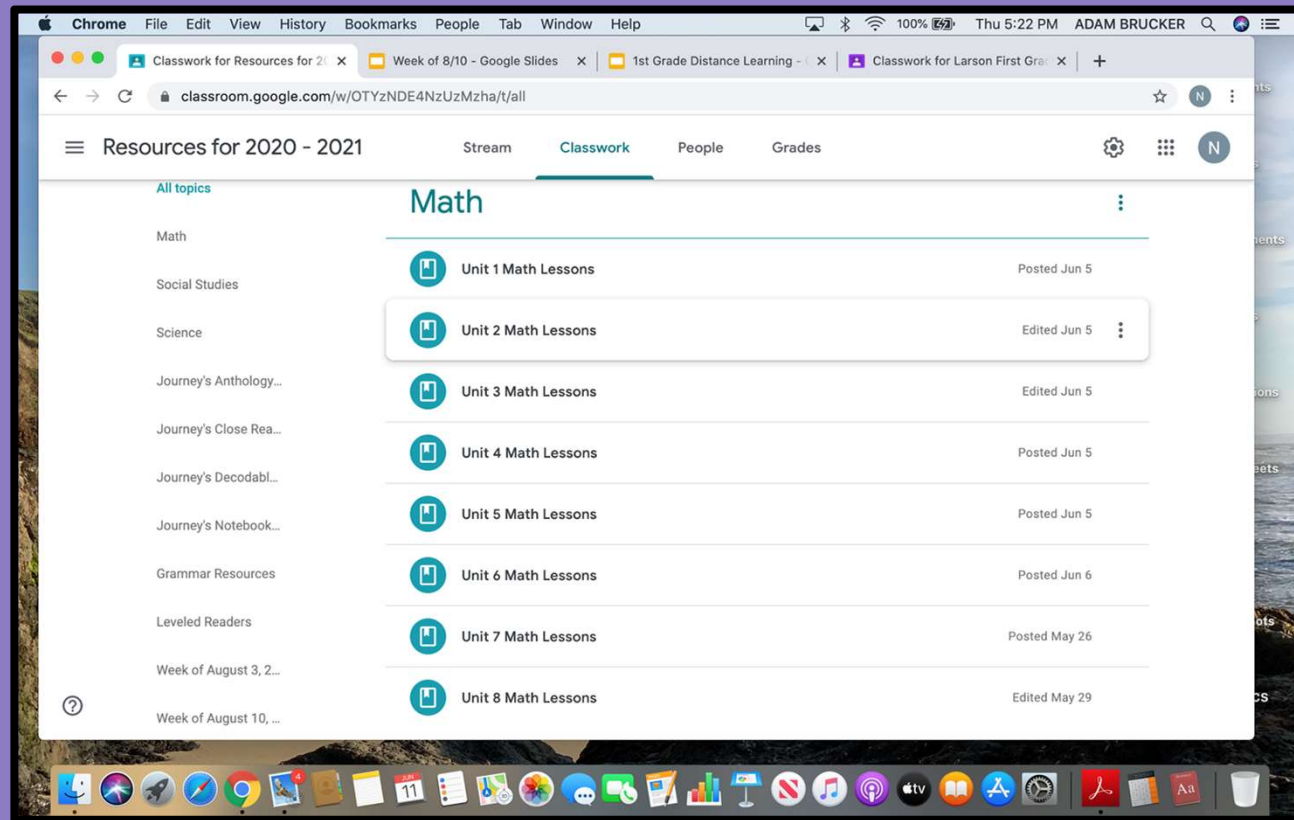 Chrome File Edit View History Bookmarks People Tab Window Help 100% Thu 5:22 PM ADAM BRUCKER
Classwork for Resources for 20 Week of 8/10 - Google Slides 1st Grade Distance Learning - Classwork for Larson First Gra
classroom.google.com/w/OTYzNDE4NzUzMzha/t/all N
Resources for 2020 - 2021 Stream Classwork People Grades N
All topics
Math
Social Studies
Science
Journey's Anthology...
Journey's Close Rea...
Journey's Decodabl...
Journey's Notebook...
Grammar Resources
Leveled Readers
Week of August 3, 2...
Week of August 10, ...
Math
Unit 1 Math Lessons Posted Jun 5
Unit 2 Math Lessons Edited Jun 5
Unit 3 Math Lessons Edited Jun 5
Unit 4 Math Lessons Posted Jun 5
Unit 5 Math Lessons Posted Jun 5
Unit 6 Math Lessons Posted Jun 6
Unit 7 Math Lessons Posted May 26
Unit 8 Math Lessons Edited May 29
4 JUN 11 tv Aa